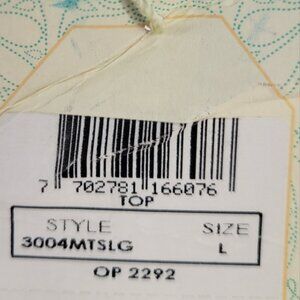 7 702781 166076
TOP
STYLE SIZE
3004MTSLG L
OP 2292